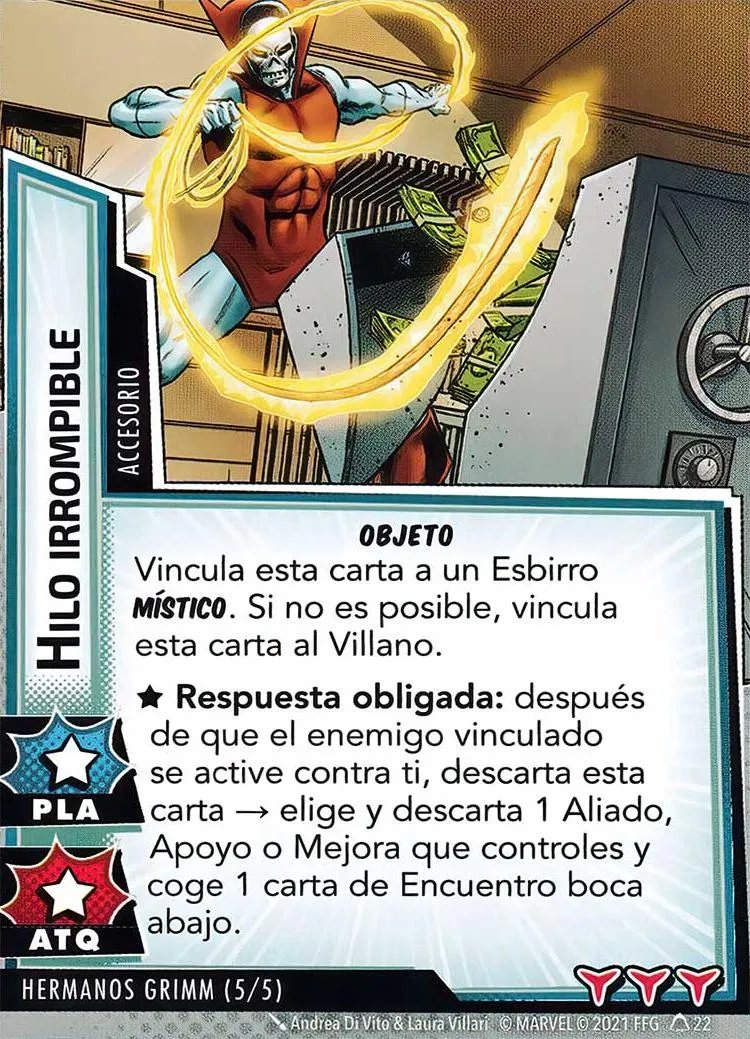 HILO IRROMPIBLE
ACCESORIO
OBJETO
Vincula esta carta a un Esbirro
MÍSTICO. Si no es posible, vincula
esta carta al Villano.
★ Respuesta obligada: después
de que el enemigo vinculado
se active contra ti, descarta esta
carta → elige y descarta 1 Aliado,
Apoyo o Mejora que controles y
coge 1 carta de Encuentro boca
abajo.
PLA
ATQ
HERMANOS GRIMM (5/5)
Andrea Di Vito & Laura Villari © MARVEL © 2021 FFG 22